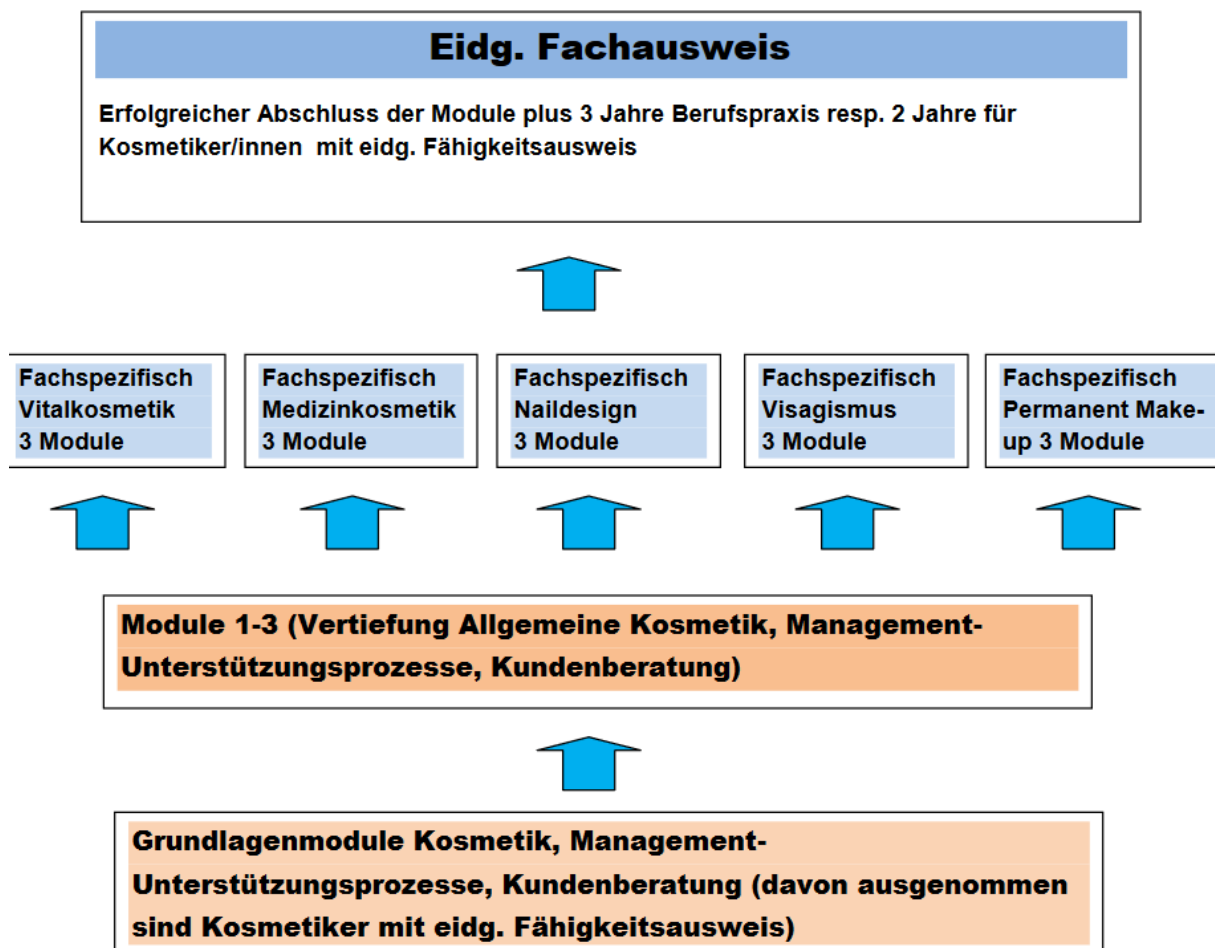 Eidg. Fachausweis
Erfolgreicher Abschluss der Module plus 3 Jahre Berufspraxis resp. 2 Jahre für
Kosmetiker/innen  mit eidg. Fähigkeitsausweis
Fachspezifisch
Vitalkosmetik
3 Module
Fachspezifisch
Medizinkosmetik
3 Module
Fachspezifisch
Naildesign
3 Module
Fachspezifisch
Visagismus
3 Module
Fachspezifisch
Permanent Make-
up 3 Module
Module 1-3 (Vertiefung Allgemeine Kosmetik, Management-
Unterstützungsprozesse, Kundenberatung)
Grundlagenmodule Kosmetik, Management-
Unterstützungsprozesse, Kundenberatung (davon ausgenommen
sind Kosmetiker mit eidg. Fähigkeitsausweis)